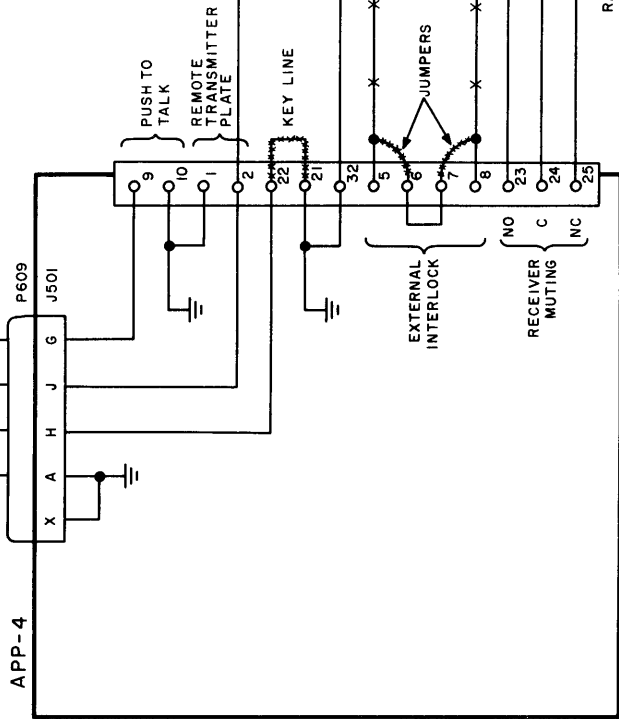 APP-4
P609
J501
X A H J G
PUSH TO
TALK
REMOTE
TRANSMITTER
PLATE
KEY LINE
JUMPERS
9
10
1
2
22
21
32
5
6
7
8
23
24
25
EXTERNAL
INTERLOCK
NO
C
NC
RECEIVER
MUTING